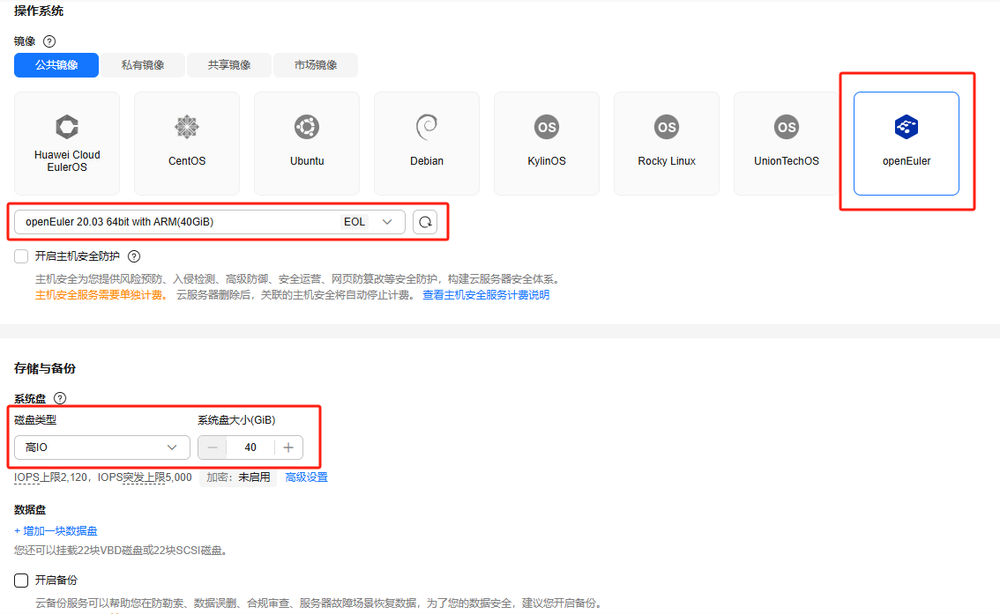 操作系统
镜像 ?
公共镜像 私有镜像 共享镜像 市场镜像
OS OS OS
Huawei Cloud EulerOS CentOS Ubuntu Debian KylinOS Rocky Linux UnionTechOS openEuler
openEuler 20.03 64bit with ARM(40GiB) EOL
开启主机安全防护 ?
主机安全为您提供风险预防、入侵检测、高级防御、安全运营、网页防篡改等安全防护，构建云服务器安全体系。
主机安全服务需要单独计费。 云服务器删除后，关联的主机安全将自动停止计费。 查看主机安全服务计费说明
存储与备份
系统盘 ?
磁盘类型 系统盘大小(GiB)
高IO — 40 +
IOPS上限2,120，IOPS突发上限5,000 加密：未启用 高级设置
数据盘
+ 增加一块数据盘
您还可以挂载22块VBD磁盘或22块SCSI磁盘。
开启备份
云备份服务可以帮助您在防勒索、数据误删、合规审查、服务器故障场景恢复数据，为了您的数据安全，建议您开启备份。